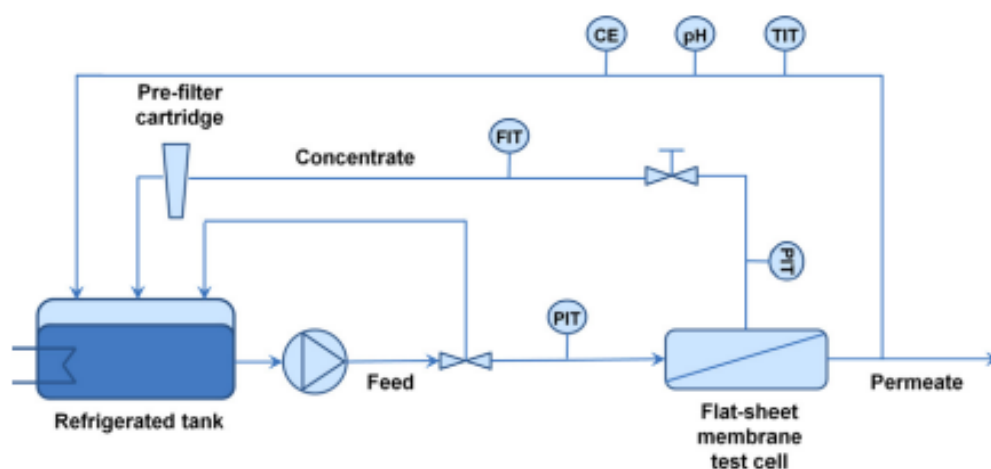 CE
pH
TIT
Pre-filter
cartridge
FIT
Concentrate
PIT
PIT
Feed
Permeate
Refrigerated tank
Flat-sheet
membrane
test cell